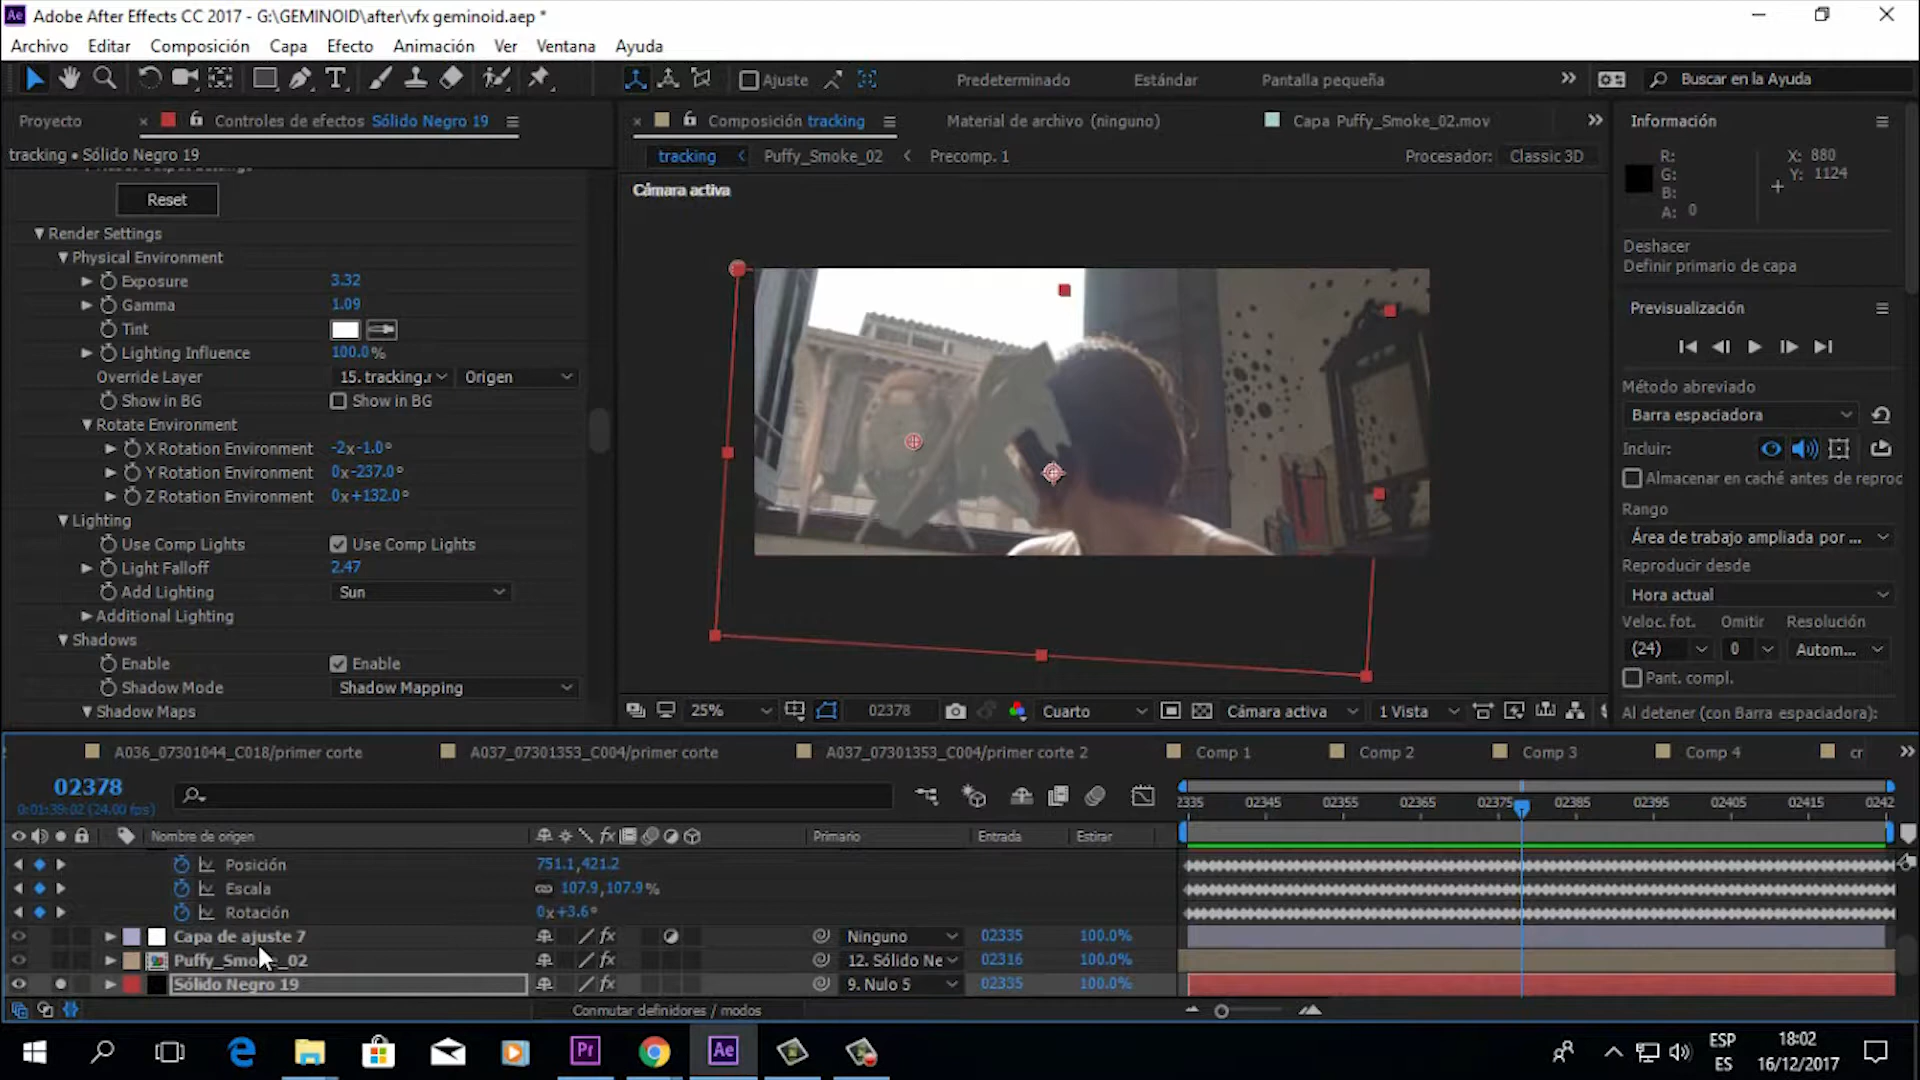 Adobe After Effects CC 2017 - G:\GEMINOID\after\vfx geminoid.aep *
Archivo Editar Composición Capa Efecto Animación Ver Ventana Ayuda
Ajuste Predeterminado Estándar Pantalla pequeña Buscar en la Ayuda
Proyecto Controles de efectos Sólido Negro 19
tracking • Sólido Negro 19
Reset
Render Settings
Physical Environment
Exposure 3.32
Gamma 1.09
Tint
Lighting Influence 100.0%
Override Layer 15. tracking.r Origen
Show in BG Show in BG
Rotate Environment
X Rotation Environment -2x-1.0°
Y Rotation Environment 0x-237.0°
Z Rotation Environment 0x+132.0°
Lighting
Use Comp Lights Use Comp Lights
Light Falloff 2.47
Add Lighting Sun
Additional Lighting
Shadows
Enable Enable
Shadow Mode Shadow Mapping
Shadow Maps
Composición tracking Material de archivo (ninguno) Capa Puffy_Smoke_02.mov
tracking Puffy_Smoke_02 Precomp. 1 Procesador: Classic 3D
Cámara activa
25% 02378 Cuarto Cámara activa 1 Vista
Información
R: X: 880
G: Y: 1124
B:
A: 0
Deshacer
Definir primario de capa
Previsualización
Método abreviado
Barra espaciadora
Incluir:
Almacenar en caché antes de reproc
Rango
Área de trabajo ampliada por ...
Reproducir desde
Hora actual
Veloc. fot. Omitir Resolución
(24) 0 Autom...
Pant. compl.
Al detener (con Barra espaciadora):
A036_07301044_C018/primer corte A037_07301353_C004/primer corte A037_07301353_C004/primer corte 2 Comp 1 Comp 2 Comp 3 Comp 4 cr
02378
0:01:39:02 (24.00 fps)
2335 02345 02355 02365 02375 02385 02395 02405 02415 0242
Nombre de origen Primario Entrada Estirar
Posición 751.1,421.2
Escala 107.9,107.9%
Rotación 0x+3.6°
Capa de ajuste 7 Ninguno 02335 100.0%
Puffy_Smoke_02 12. Sólido Ne 02316 100.0%
Sólido Negro 19 9. Nulo 5 02335 100.0%
Conmutar definidores / modos
ESP
ES
18:02
16/12/2017